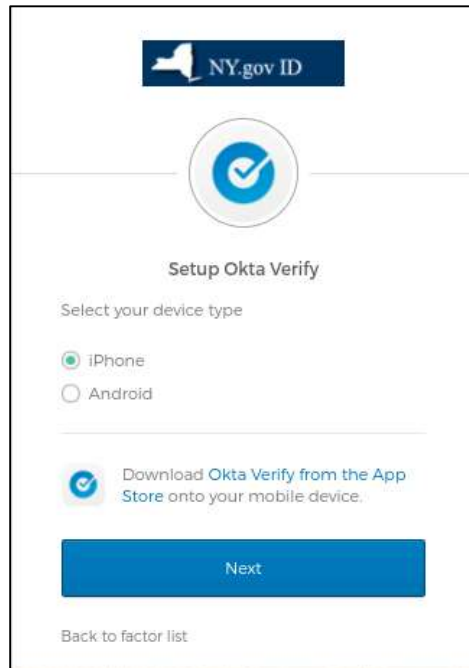 NY.gov ID
Setup Okta Verify
Select your device type
iPhone
Android
Download Okta Verify from the App
Store onto your mobile device.
Next
Back to factor list